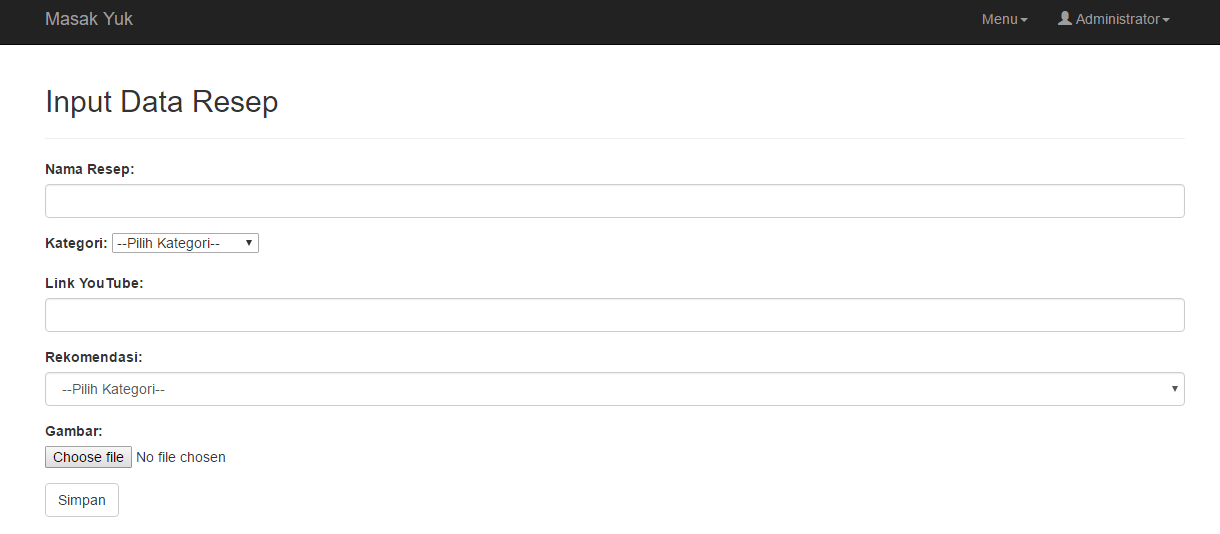 Masak Yuk Menu Administrator
Input Data Resep
Nama Resep:
Kategori: --Pilih Kategori--
Link YouTube:
Rekomendasi:
--Pilih Kategori--
Gambar:
Choose file No file chosen
Simpan